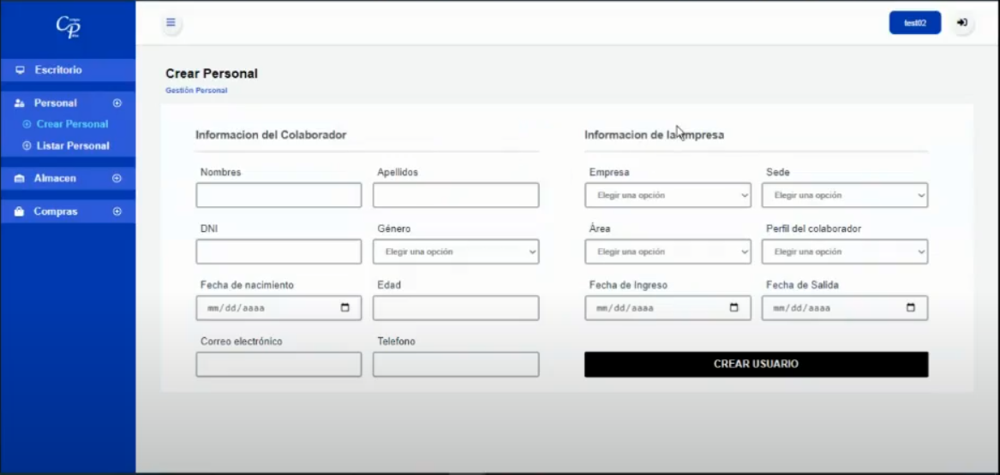 CP
test02
Escritorio
Personal
Crear Personal
Listar Personal
Almacen
Compras
Crear Personal
Gestión Personal
Informacion del Colaborador
Nombres Apellidos
DNI Género
Elegir una opción
Fecha de nacimiento Edad
mm/dd/aaaa
Correo electrónico Telefono
Informacion de la empresa
Empresa Sede
Elegir una opción Elegir una opción
Área Perfil del colaborador
Elegir una opción Elegir una opción
Fecha de Ingreso Fecha de Salida
mm/dd/aaaa mm/dd/aaaa
CREAR USUARIO